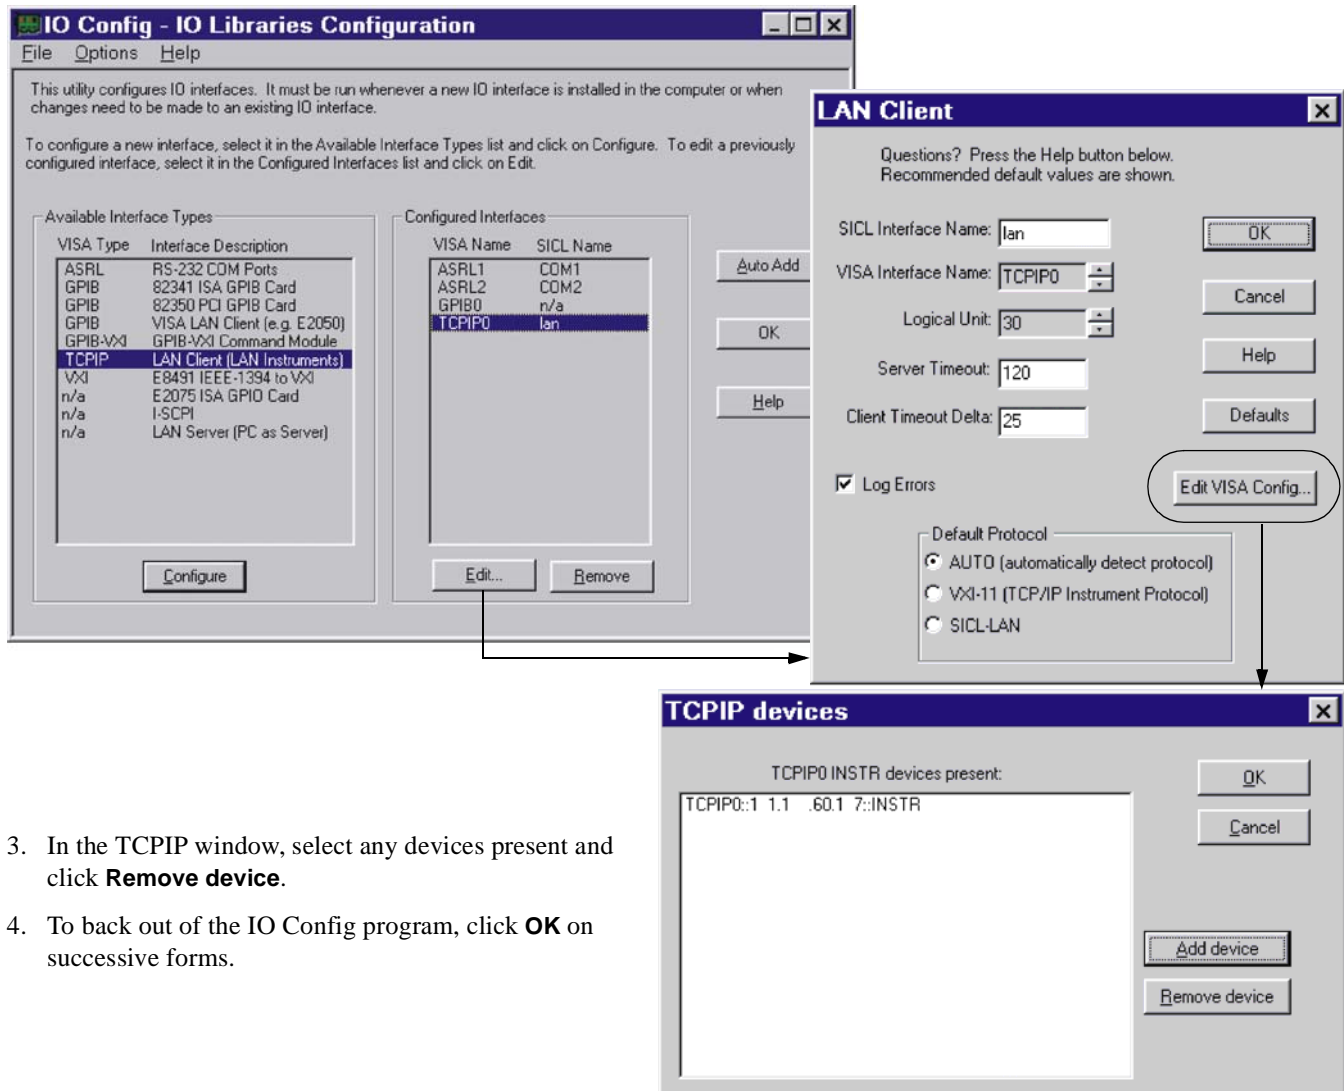 IO Config - IO Libraries Configuration
File Options Help
This utility configures IO interfaces. It must be run whenever a new IO interface is installed in the computer or when
changes need to be made to an existing IO interface.
To configure a new interface, select it in the Available Interface Types list and click on Configure. To edit a previously
configured interface, select it in the Configured Interfaces list and click on Edit.
Available Interface Types
VISA Type Interface Description
ASRL RS-232 COM Ports
GPIB 82341 ISA GPIB Card
GPIB 82350 PCI GPIB Card
GPIB VISA LAN Client (e.g. E2050)
GPIB-VXI GPIB-VXI Command Module
TCPIP LAN Client (LAN Instruments)
VXI E8491 IEEE-1394 to VXI
n/a E2075 ISA GPIO Card
n/a I-SCPI
n/a LAN Server (PC as Server)
Configure
Configured Interfaces
VISA Name SICL Name
ASRL1 COM1
ASRL2 COM2
GPIB0 n/a
TCPIP0 lan
Edit... Remove
Auto Add
OK
Help
LAN Client
Questions? Press the Help button below.
Recommended default values are shown.
SICL Interface Name: lan
VISA Interface Name: TCPIP0
Logical Unit: 30
Server Timeout: 120
Client Timeout Delta: 25
Log Errors
OK
Cancel
Help
Defaults
Edit VISA Config...
Default Protocol
AUTO (automatically detect protocol)
VXI-11 (TCP/IP Instrument Protocol)
SICL-LAN
TCPIP devices
TCPIP0 INSTR devices present:
TCPIP0::1 1.1 .60.1 7::INSTR
OK
Cancel
Add device
Remove device
3. In the TCPIP window, select any devices present and
click Remove device.
4. To back out of the IO Config program, click OK on
successive forms.